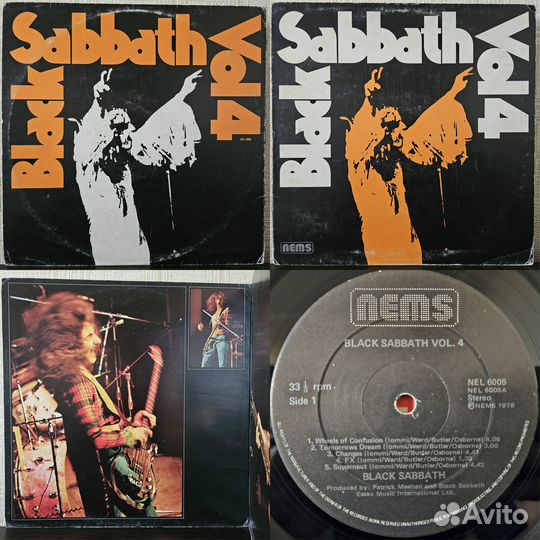 Black
Sabbath
Vol 4
Black
Sabbath
Vol 4
nems
nems
BLACK SABBATH VOL. 4
33 1/3 rpm
Side 1
NEL 6005
NEL 6005A
Stereo
Ⓟ NEMS 1976
1. Wheels of Confusion (Iommi/Ward/Butler/Osborne) 8,09
2. Tomorrows Dream (Iommi/Ward/Butler/Osborne) 3,06
3. Changes (Iommi/Ward/Butler/Osborne) 4,41
4. FX (Iommi/Ward/Butler/Osborne) 1,39
5. Suprnaut (Iommi/Ward/Butler/Osborne) 4,42
BLACK SABBATH
Produced by: Patrick Meehan and Black Sabbath
Essex Music International Ltd.
Avito